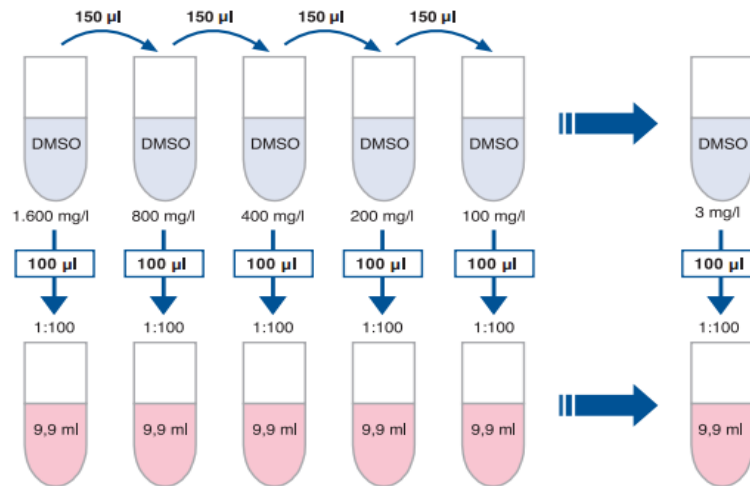 150 µl 150 µl 150 µl 150 µl
DMSO DMSO DMSO DMSO DMSO DMSO
1.600 mg/l 800 mg/l 400 mg/l 200 mg/l 100 mg/l 3 mg/l
100 µl 100 µl 100 µl 100 µl 100 µl 100 µl
1:100 1:100 1:100 1:100 1:100 1:100
9,9 ml 9,9 ml 9,9 ml 9,9 ml 9,9 ml 9,9 ml